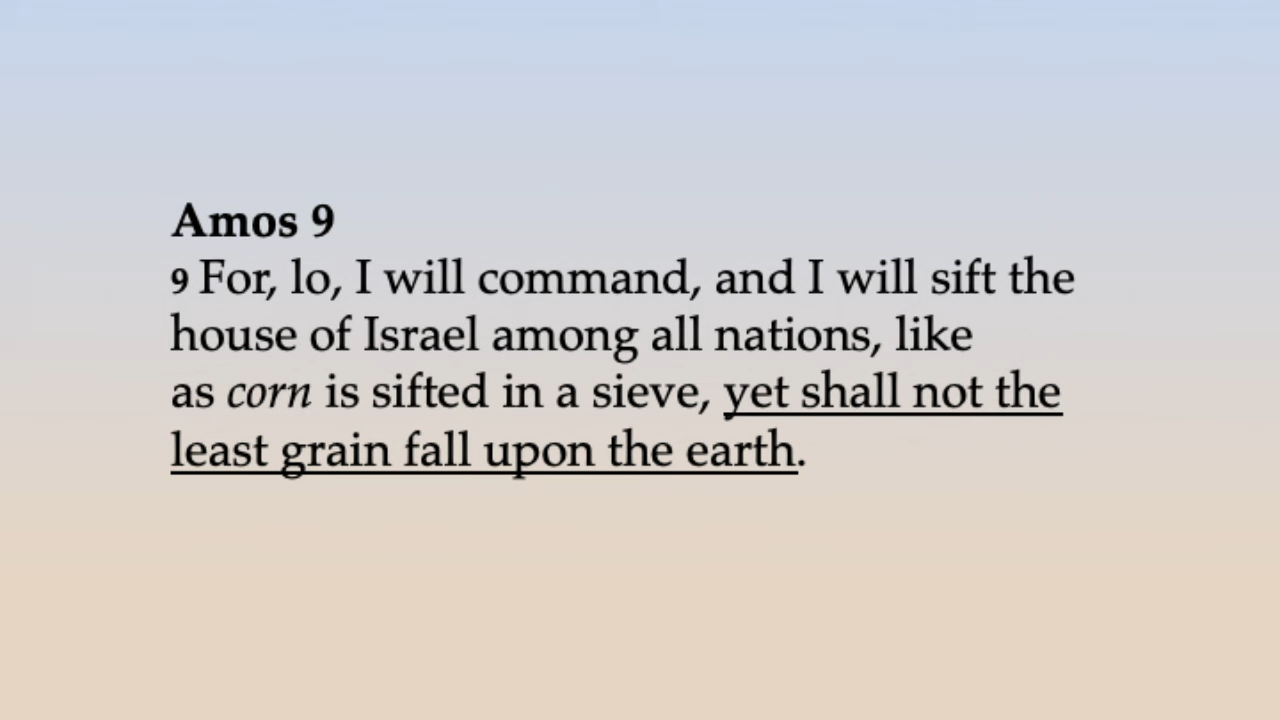 Amos 9
9 For, lo, I will command, and I will sift the
house of Israel among all nations, like
as corn is sifted in a sieve, yet shall not the
least grain fall upon the earth.